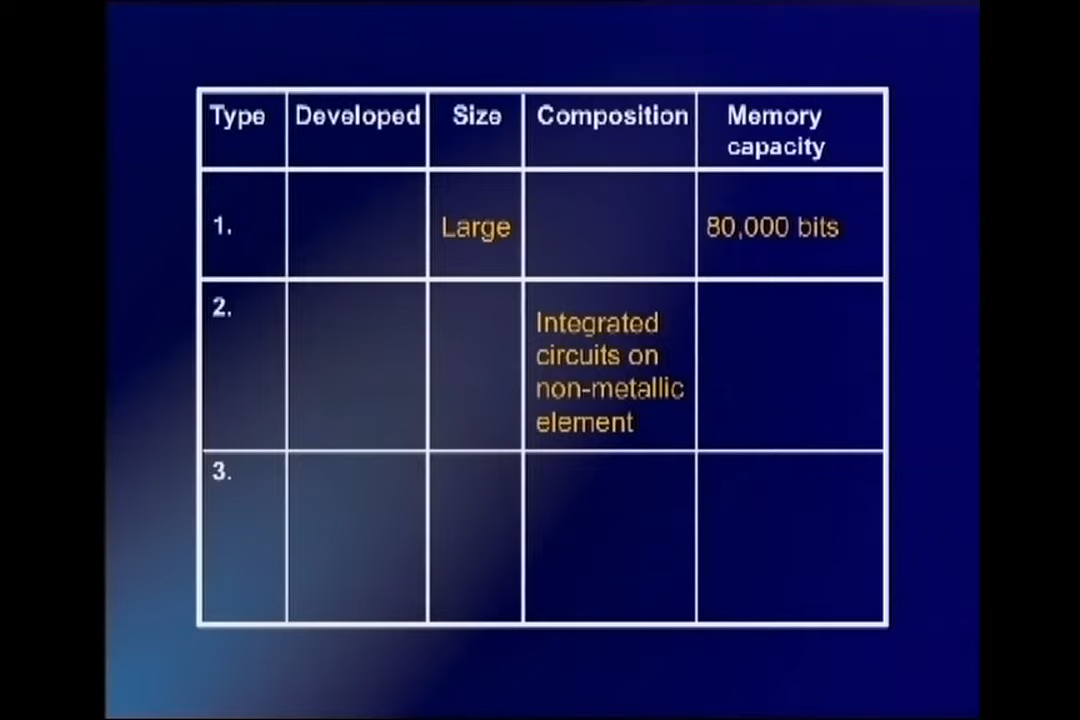 Type Developed Size Composition Memory
capacity
1. Large 80,000 bits
2.
Integrated
circuits on
non-metallic
element
3.